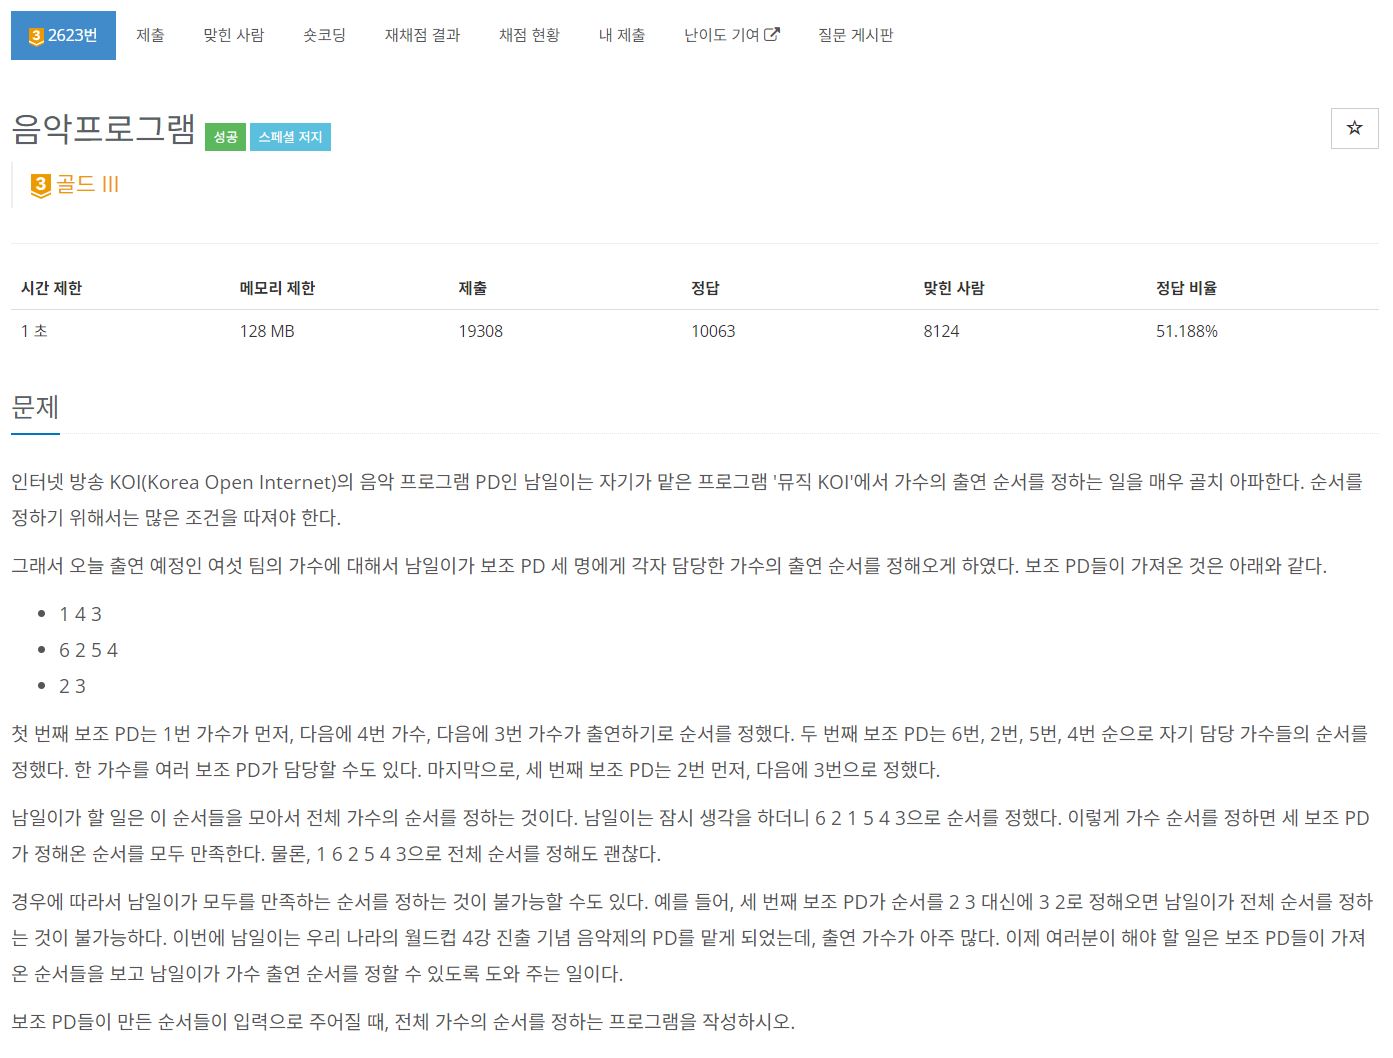 3 2623번 제출 맞힌 사람 숏코딩 재채점 결과 채점 현황 내 제출 난이도 기여 질문 게시판
음악프로그램 성공 스페셜 저지
3 골드 III
시간 제한 메모리 제한 제출 정답 맞힌 사람 정답 비율
1 초 128 MB 19308 10063 8124 51.188%
문제
인터넷 방송 KOI(Korea Open Internet)의 음악 프로그램 PD인 남일이는 자기가 맡은 프로그램 '뮤직 KOI'에서 가수의 출연 순서를 정하는 일을 매우 골치 아파한다. 순서를
정하기 위해서는 많은 조건을 따져야 한다.
그래서 오늘 출연 예정인 여섯 팀의 가수에 대해서 남일이가 보조 PD 세 명에게 각자 담당한 가수의 출연 순서를 정해오게 하였다. 보조 PD들이 가져온 것은 아래와 같다.
• 1 4 3
• 6 2 5 4
• 2 3
첫 번째 보조 PD는 1번 가수가 먼저, 다음에 4번 가수, 다음에 3번 가수가 출연하기로 순서를 정했다. 두 번째 보조 PD는 6번, 2번, 5번, 4번 순으로 자기 담당 가수들의 순서를
정했다. 한 가수를 여러 보조 PD가 담당할 수도 있다. 마지막으로, 세 번째 보조 PD는 2번 먼저, 다음에 3번으로 정했다.
남일이가 할 일은 이 순서들을 모아서 전체 가수의 순서를 정하는 것이다. 남일이는 잠시 생각을 하더니 6 2 1 5 4 3으로 순서를 정했다. 이렇게 가수 순서를 정하면 세 보조 PD
가 정해온 순서를 모두 만족한다. 물론, 1 6 2 5 4 3으로 전체 순서를 정해도 괜찮다.
경우에 따라서 남일이가 모두를 만족하는 순서를 정하는 것이 불가능할 수도 있다. 예를 들어, 세 번째 보조 PD가 순서를 2 3 대신에 3 2로 정해오면 남일이가 전체 순서를 정하
는 것이 불가능하다. 이번에 남일이는 우리 나라의 월드컵 4강 진출 기념 음악제의 PD를 맡게 되었는데, 출연 가수가 아주 많다. 이제 여러분이 해야 할 일은 보조 PD들이 가져
온 순서들을 보고 남일이가 가수 출연 순서를 정할 수 있도록 도와 주는 일이다.
보조 PD들이 만든 순서들이 입력으로 주어질 때, 전체 가수의 순서를 정하는 프로그램을 작성하시오.